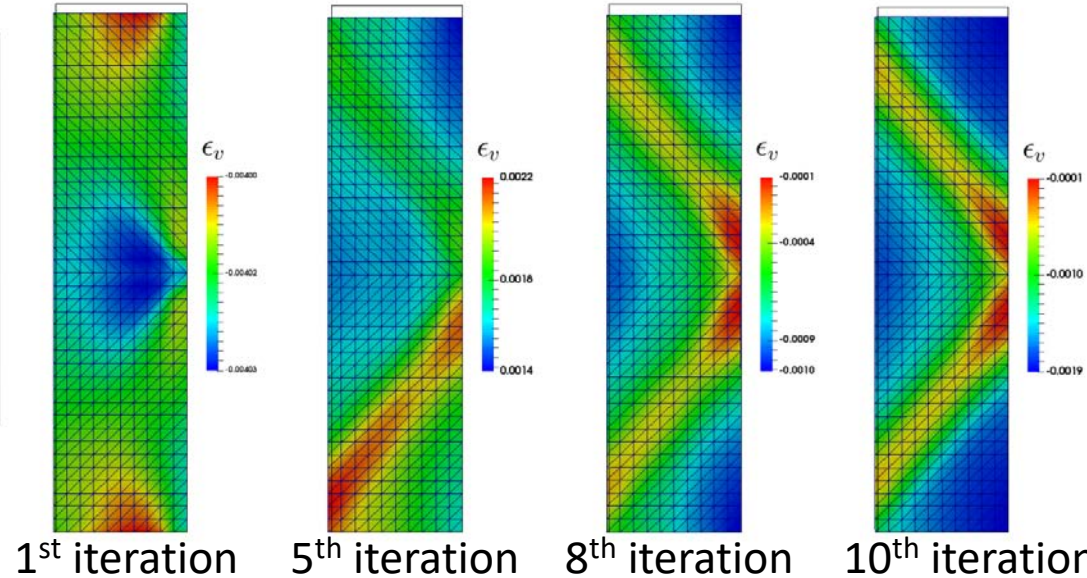 ϵᵥ
-0.00400
-0.00402
-0.00403
1st iteration
ϵᵥ
0.0022
0.0018
0.0014
5th iteration
ϵᵥ
-0.0001
-0.0004
-0.0009
-0.0010
8th iteration
ϵᵥ
-0.0001
-0.0010
-0.0019
10th iteration